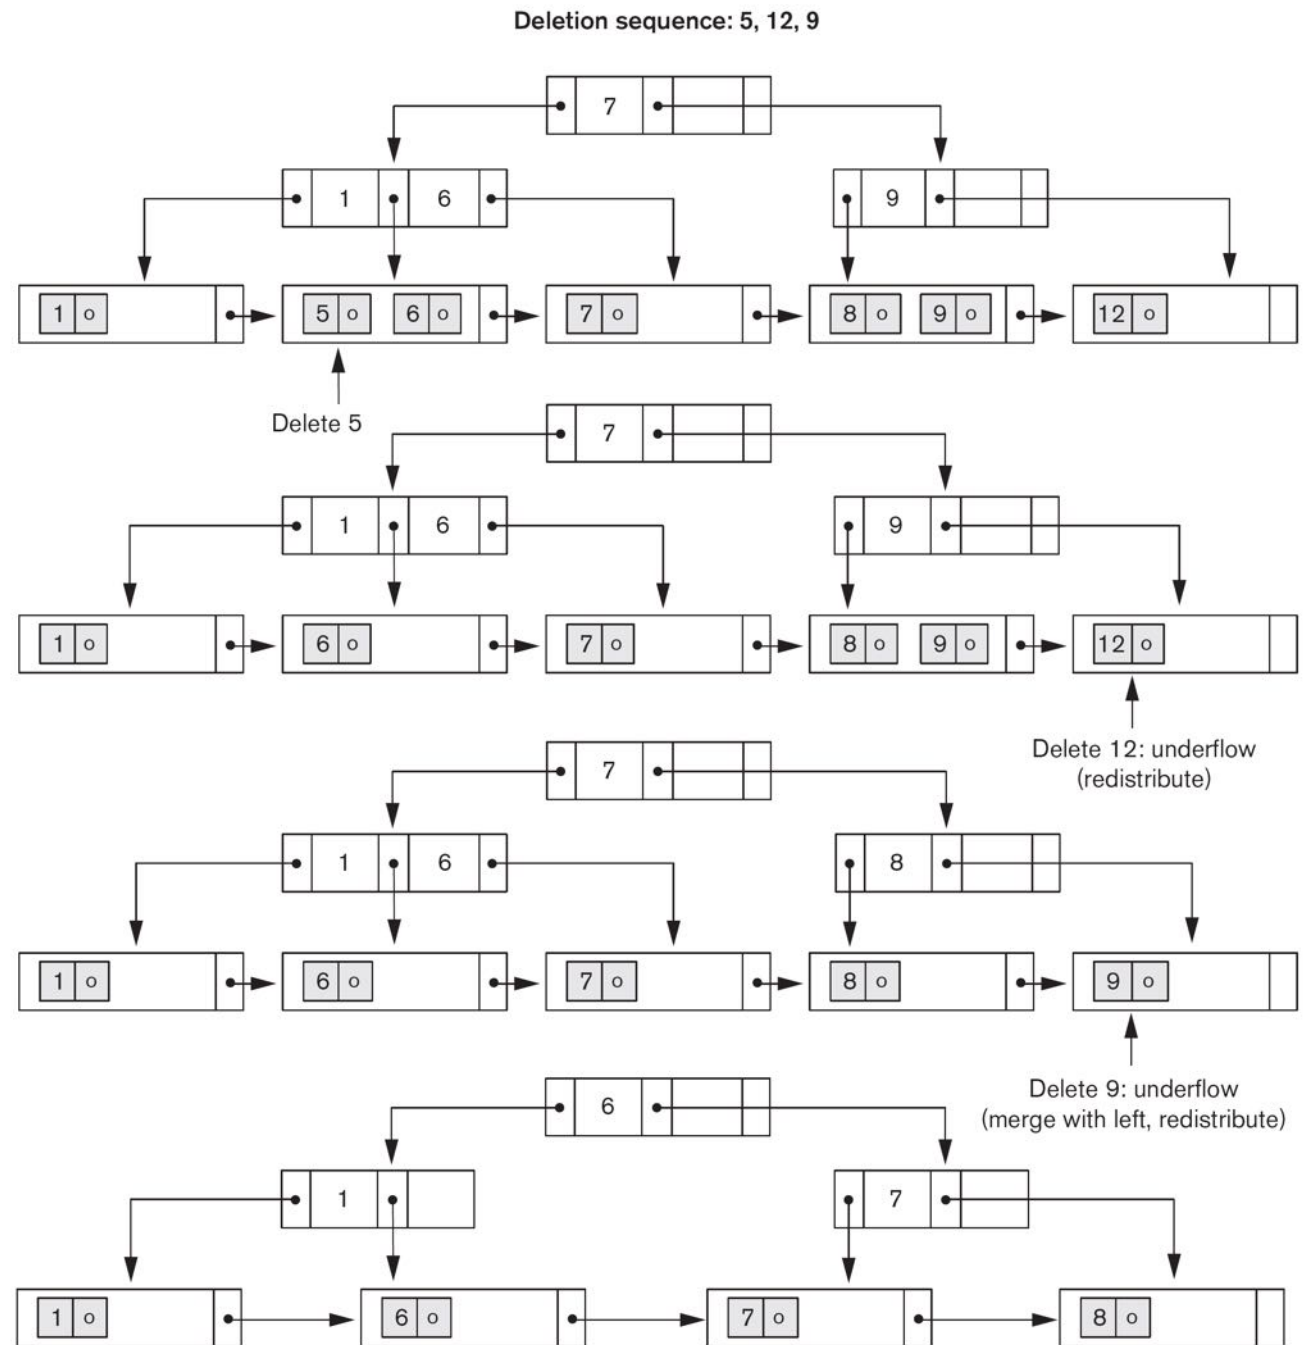 Deletion sequence: 5, 12, 9
7
1 6 9
1 o 5 o 6 o 7 o 8 o 9 o 12 o
Delete 5
7
1 6 9
1 o 6 o 7 o 8 o 9 o 12 o
Delete 12: underflow
(redistribute)
7
1 6 8
1 o 6 o 7 o 8 o 9 o
Delete 9: underflow
(merge with left, redistribute)
6
1 7
1 o 6 o 7 o 8 o